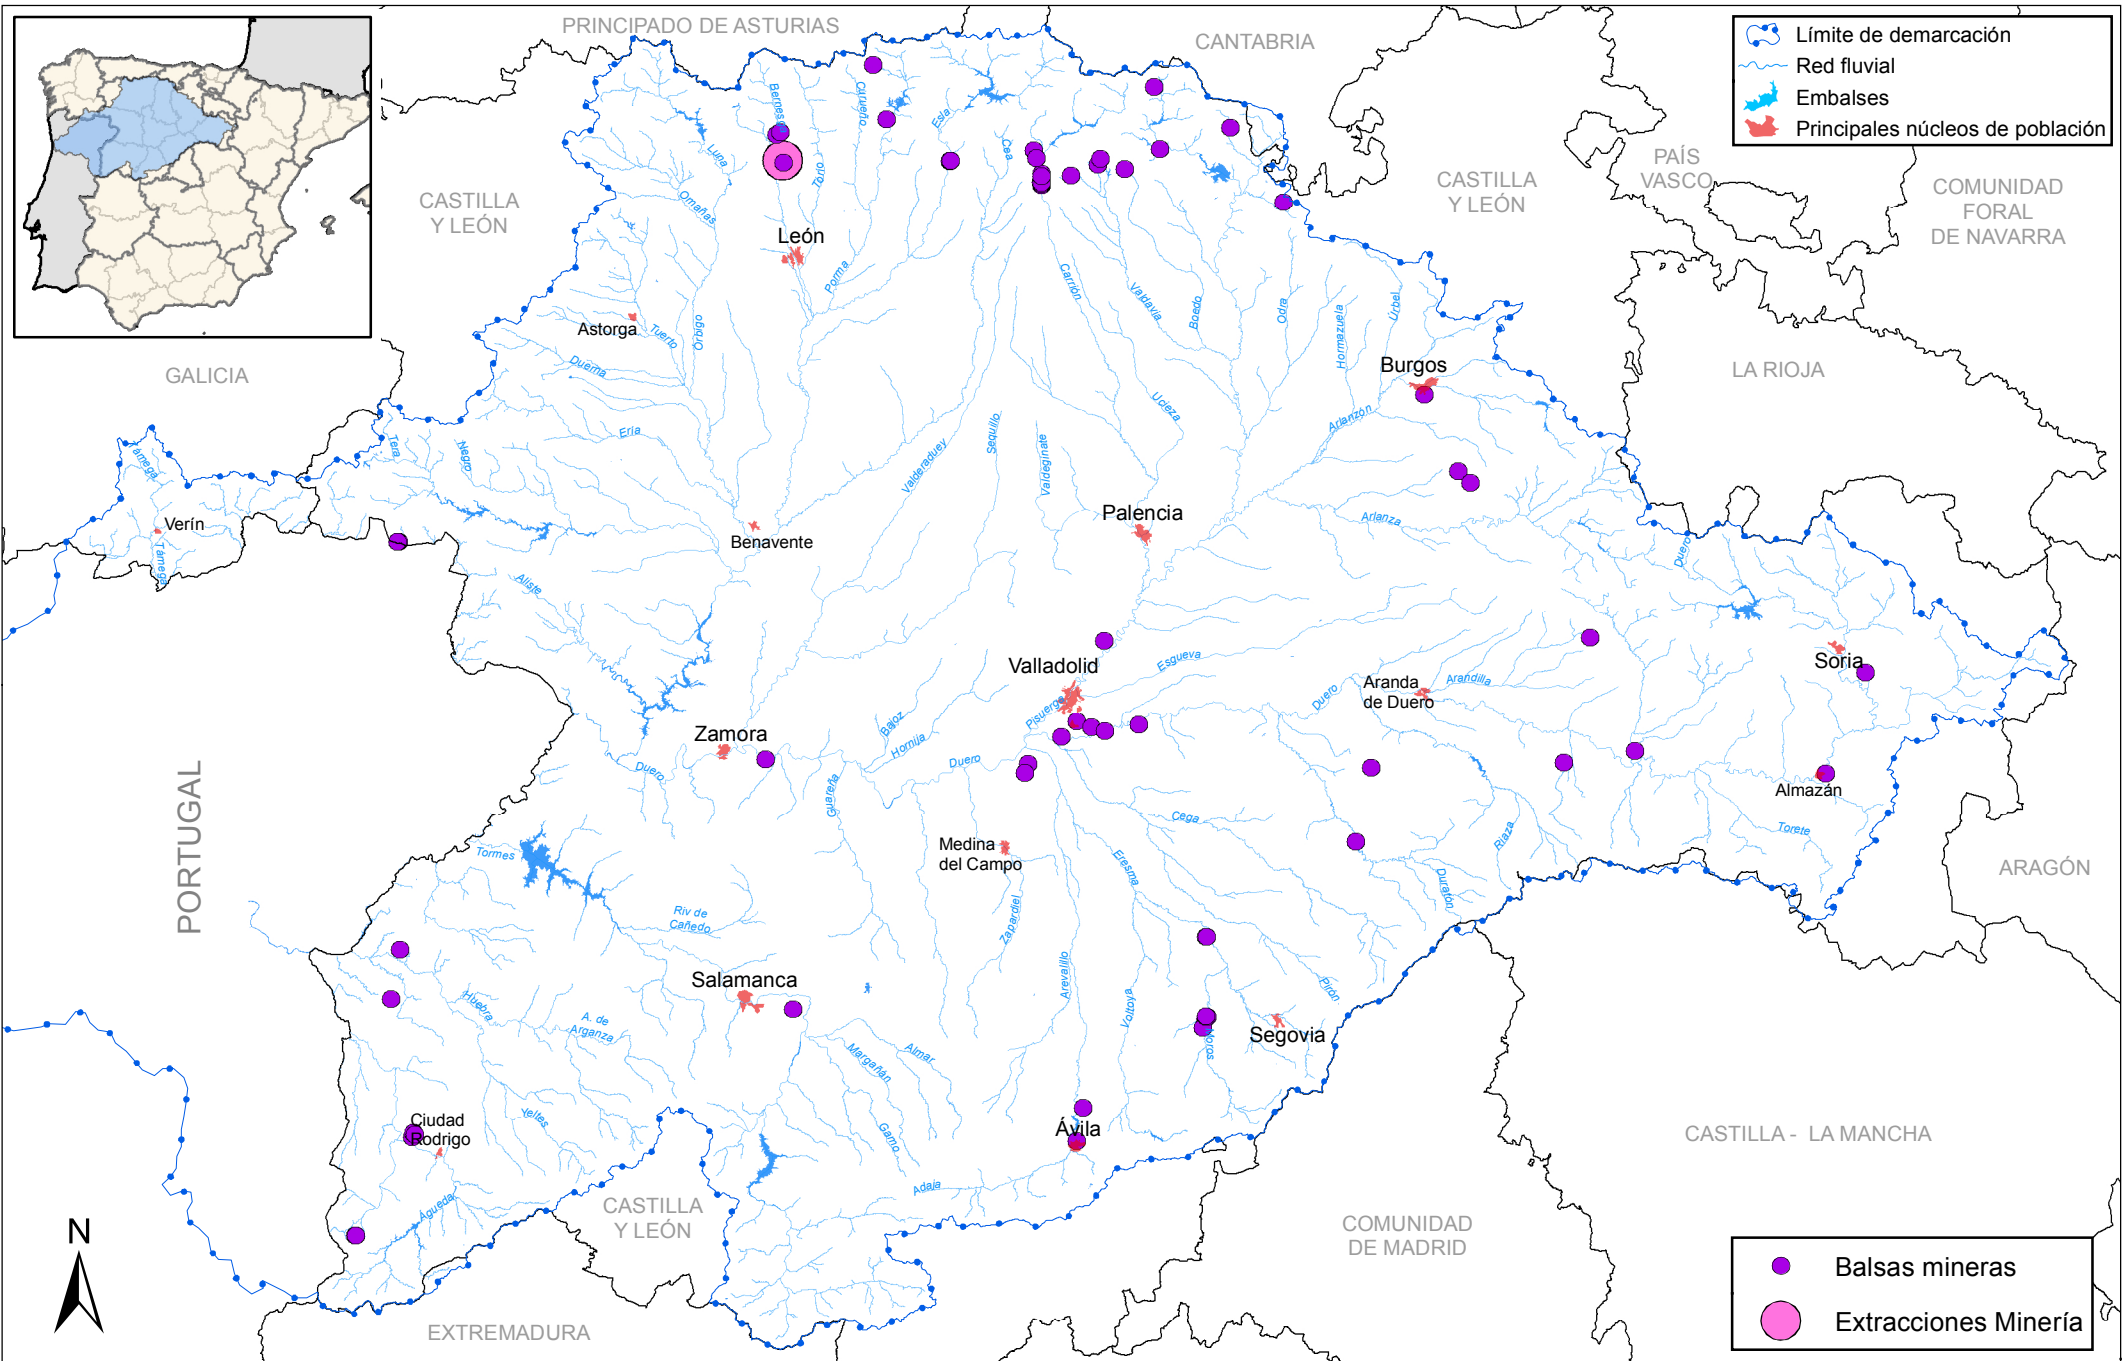 PRINCIPADO DE ASTURIAS
CANTABRIA
Límite de demarcación
Red fluvial
Embalses
Principales núcleos de población
PAÍS
VASCO
COMUNIDAD
FORAL
DE NAVARRA
CASTILLA
Y LEÓN
CASTILLA
Y LEÓN
Bernesga
Curueño
Esla
Cea
Luna
Torío
Omañas
León
Porma
Carrión
Valdavia
Boedo
Odra
Hormazuela
Úrbel
Astorga
Tuerto
Órbigo
Duerna
GALICIA
Burgos
LA RIOJA
Ucieza
Arlanzón
Eria
Tera
Negro
Támega
Valderaduey
Sequillo
Valdeginate
Verín
Támega
Benavente
Palencia
Arlanza
Duero
Aliste
Valladolid
Esgueva
Soria
Aranda
de Duero
Arandilla
Duero
Pisuerga
Bajoz
Hornija
Zamora
Duero
Duero
Guareña
Almazán
Torete
Medina
del Campo
Cega
Eresma
Riaza
Duratón
ARAGÓN
PORTUGAL
Tormes
Riv de
Cañedo
Zapardiel
Arevalillo
Voltoya
Pirón
Salamanca
Huebra
A. de
Arganza
Segovia
Moros
Margañán
Almar
Yeltes
Gamo
Ciudad
Rodrigo
Ávila
Adaja
Águeda
CASTILLA
Y LEÓN
CASTILLA - LA MANCHA
COMUNIDAD
DE MADRID
EXTREMADURA
N
Balsas mineras
Extracciones Minería